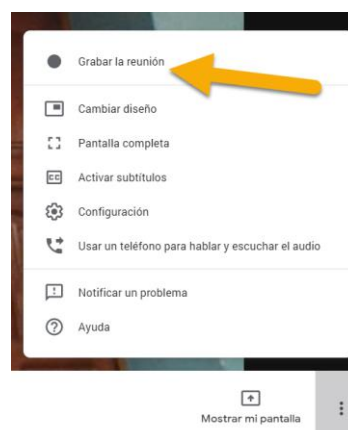 Grabar la reunión
Cambiar diseño
Pantalla completa
CC
Activar subtítulos
Configuración
Usar un teléfono para hablar y escuchar el audio
Notificar un problema
Ayuda
Mostrar mi pantalla